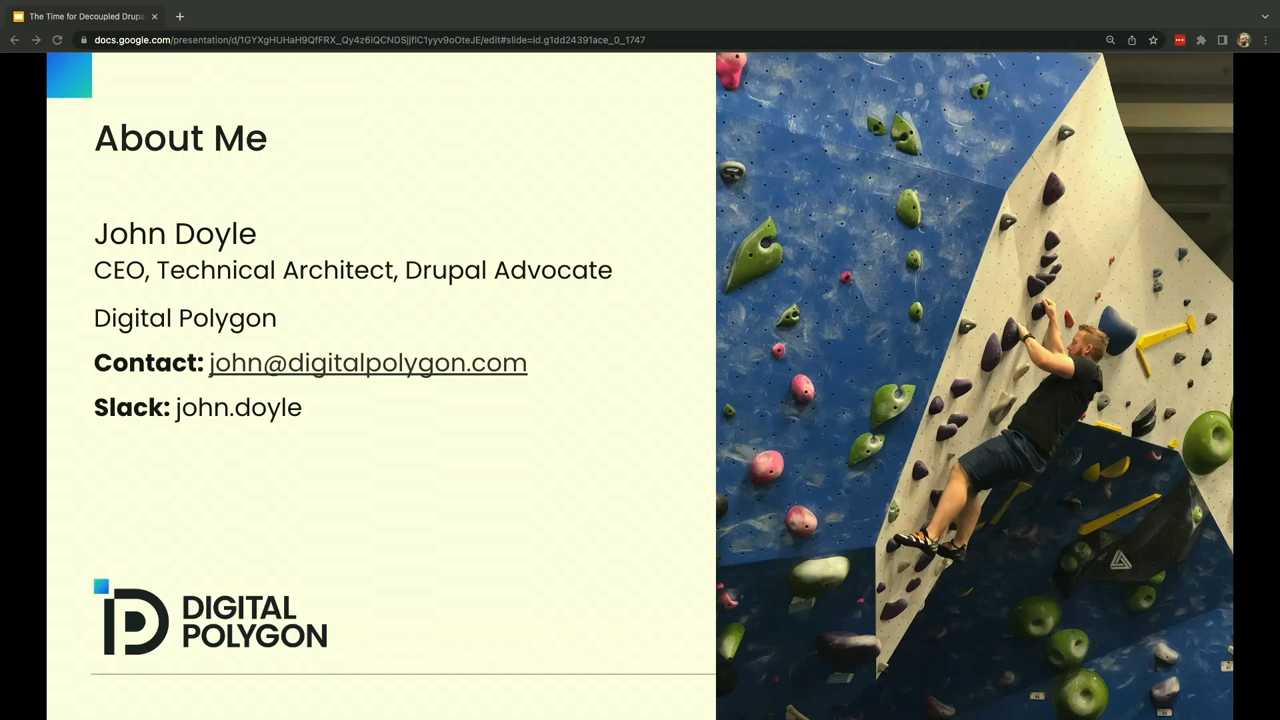 The Time for Decoupled Drupa
docs.google.com/presentation/d/1GYXgHUHaH9QfFRX_Qy4z6iQCNDSjjflC1yyv9oOteJE/edit#slide=id.g1dd24391ace_0_1747
About Me
John Doyle
CEO, Technical Architect, Drupal Advocate
Digital Polygon
Contact: john@digitalpolygon.com
Slack: john.doyle
DIGITAL
POLYGON